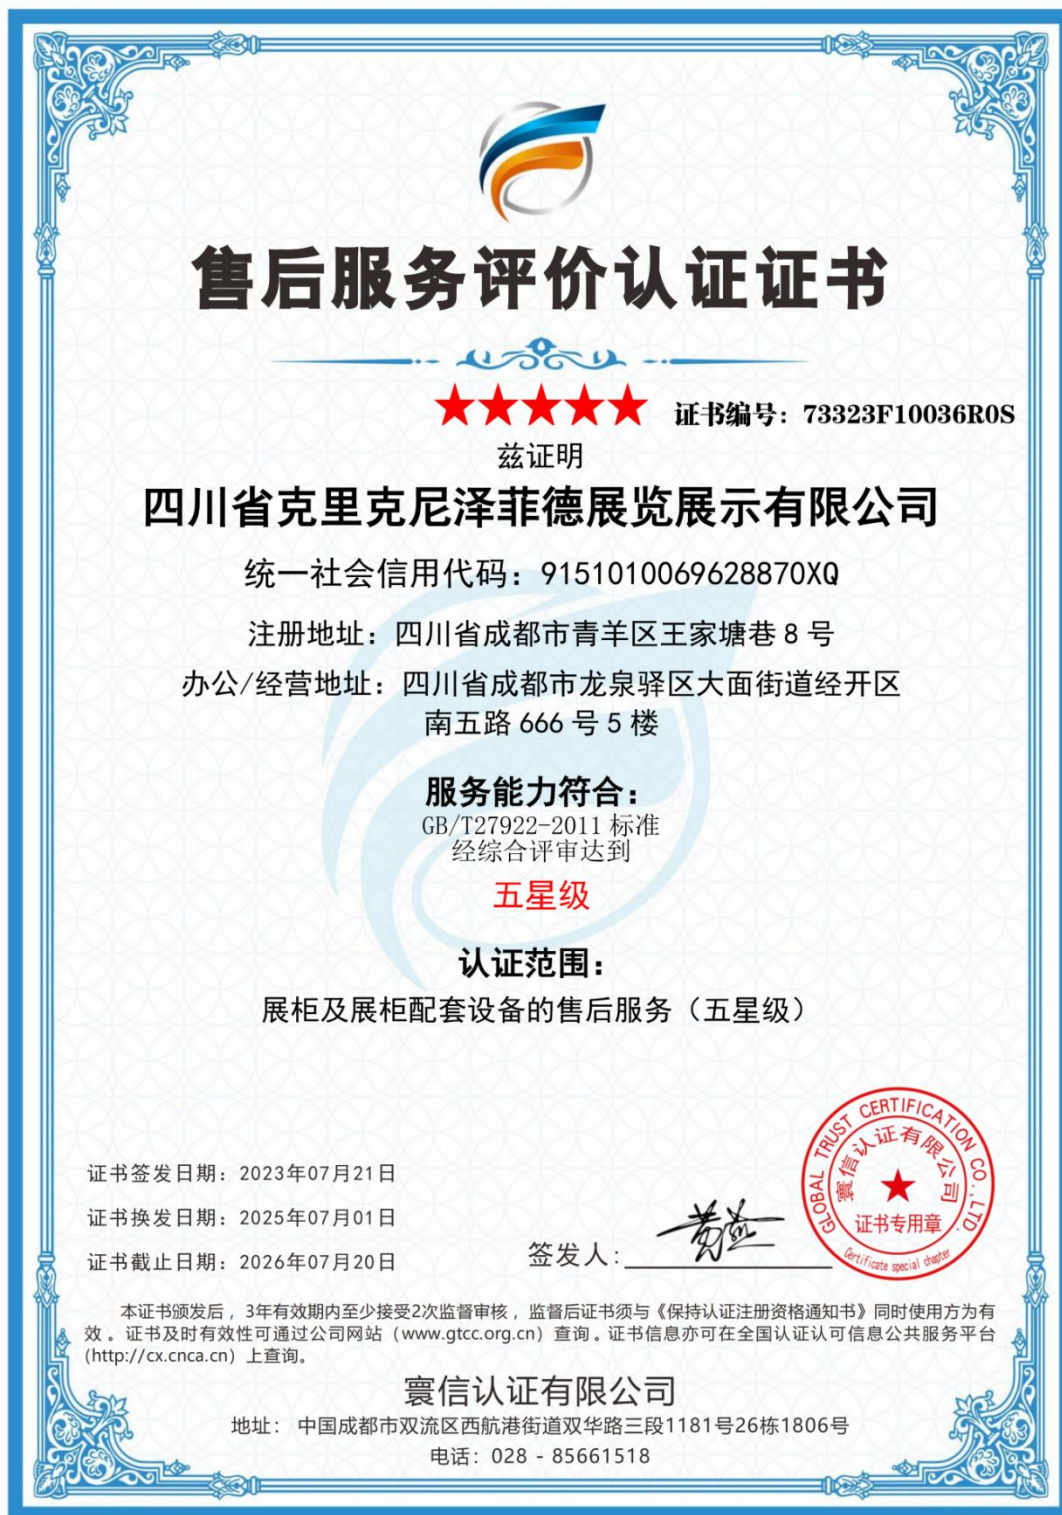 售后服务评价认证证书
★★★★★ 证书编号：73323F10036R0S
兹证明
四川省克里克尼泽菲德展览展示有限公司
统一社会信用代码：91510100696288​70XQ
注册地址：四川省成都市青羊区王家塘巷 8 号
办公/经营地址：四川省成都市龙泉驿区大面街道经开区
南五路 666 号 5 楼
服务能力符合：
GB/T27922-2011 标准
经综合评审达到
五星级
认证范围：
展柜及展柜配套设备的售后服务（五星级）
证书签发日期：2023年07月21日
证书换发日期：2025年07月01日
证书截止日期：2026年07月20日
签发人：
GLOBAL TRUST CERTIFICATION CO.,LTD.
寰信认证有限公司
证书专用章
Certificate special chapter
本证书颁发后，3年有效期内至少接受2次监督审核，监督后证书须与《保持认证注册资格通知书》同时使用方为有
效。证书及时有效性可通过公司网站（www.gtcc.org.cn）查询。证书信息亦可在全国认证认可信息公共服务平台
（http://cx.cnca.cn）上查询。
寰信认证有限公司
地址： 中国成都市双流区西航港街道双华路三段1181号26栋1806号
电话：028 - 85661518